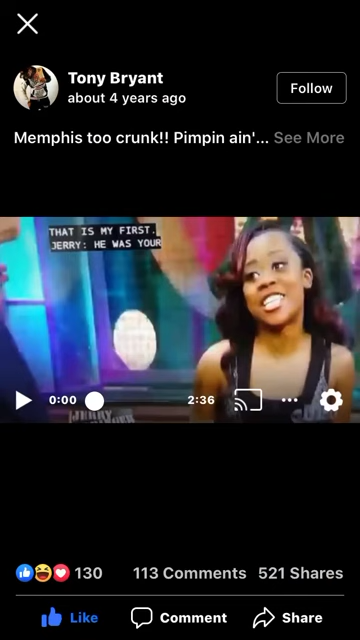 Tony Bryant
about 4 years ago
Follow
Memphis too crunk!! Pimpin ain'... See More
THAT IS MY FIRST.
JERRY: HE WAS YOUR
0:00
2:36
JERRY
130
113 Comments
521 Shares
Like
Comment
Share